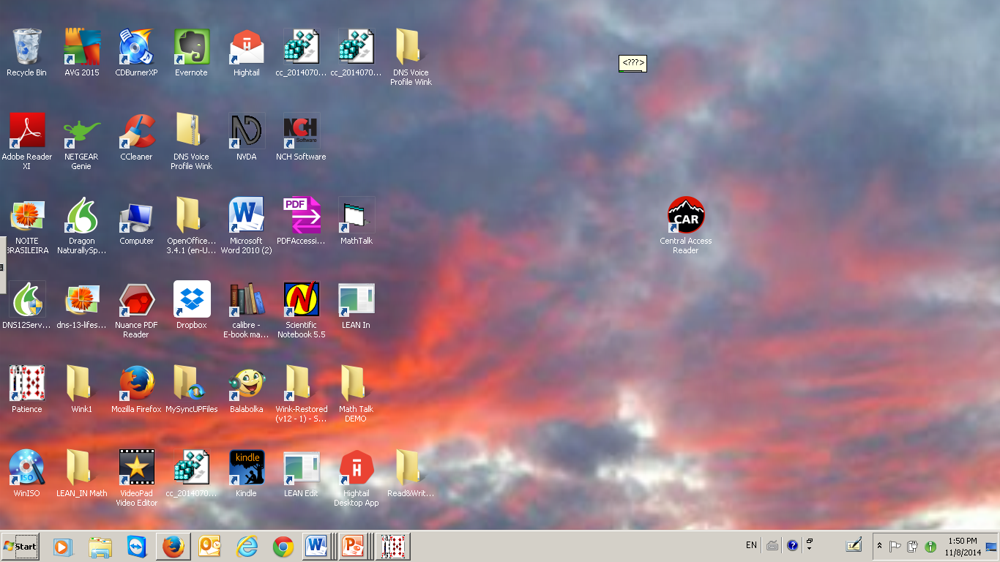 Recycle Bin
AVG 2015
CDBurnerXP
Evernote
Hightail
cc_2014070...
cc_2014070...
DNS Voice
Profile Wink
<???>
Adobe Reader
XI
NETGEAR
Genie
CCleaner
DNS Voice
Profile Wink
NVDA
NCH
Software
NCH Software
NOITE
BRASILEIRA
Dragon
NaturallySp...
Computer
OpenOffice...
3.4.1 (en-U...
W
Microsoft
Word 2010 (2)
PDF
PDFAccessi...
MathTalk
CAR
Central Access
Reader
DNS12Serv...
dns-13-lifes...
Nuance PDF
Reader
Dropbox
calibre -
E-book ma...
N
Scientific
Notebook 5.5
LEAN In
Patience
Wink1
Mozilla Firefox
MySyncUPFiles
Balabolka
Wink-Restored
(v12 - 1) - S...
Math Talk
DEMO
ISO
WinISO
LEAN_IN Math
VideoPad
Video Editor
cc_2014070...
kindle
Kindle
LEAN Edit
Hightail
Desktop App
Read&Writ...
Start
EN
1:50 PM
11/8/2014